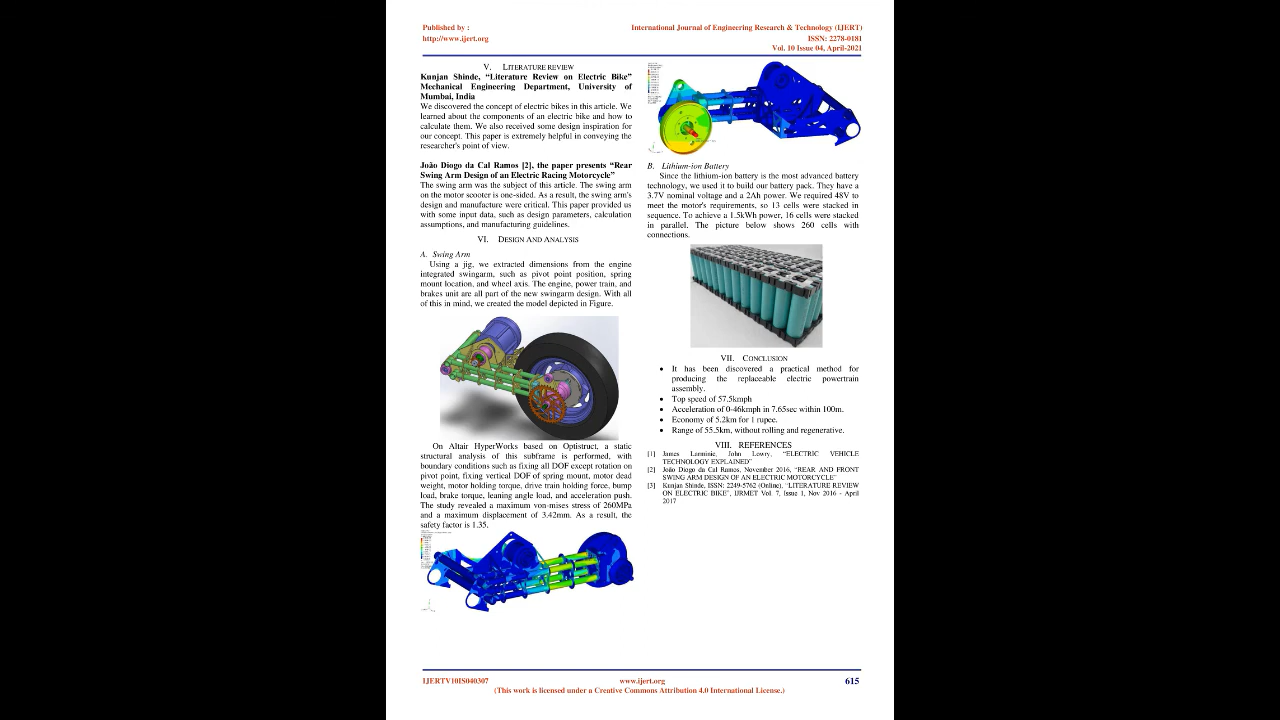 Published by :
http://www.ijert.org
International Journal of Engineering Research & Technology (IJERT)
ISSN: 2278-0181
Vol. 10 Issue 04, April-2021
V. LITERATURE REVIEW
Kunjan Shinde, “Literature Review on Electric Bike”
Mechanical Engineering Department, University of
Mumbai, India
We discovered the concept of electric bikes in this article. We
learned about the components of an electric bike and how to
calculate them. We also received some design inspiration for
our concept. This paper is extremely helpful in conveying the
researcher's point of view.
João Diogo da Cal Ramos [2], the paper presents “Rear
Swing Arm Design of an Electric Racing Motorcycle”
The swing arm was the subject of this article. The swing arm
on the motor scooter is one-sided. As a result, the swing arm's
design and manufacture were critical. This paper provided us
with some input data, such as design parameters, calculation
assumptions, and manufacturing guidelines.
VI. DESIGN AND ANALYSIS
A. Swing Arm
Using a jig, we extracted dimensions from the engine
integrated swingarm, such as pivot point position, spring
mount location, and wheel axis. The engine, power train, and
brakes unit are all part of the new swingarm design. With all
of this in mind, we created the model depicted in Figure.
On Altair HyperWorks based on Optistruct, a static
structural analysis of this subframe is performed, with
boundary conditions such as fixing all DOF except rotation on
pivot point, fixing vertical DOF of spring mount, motor dead
weight, motor holding torque, drive train holding force, bump
load, brake torque, leaning angle load, and acceleration push.
The study revealed a maximum von-mises stress of 260MPa
and a maximum displacement of 3.42mm. As a result, the
safety factor is 1.35.
B. Lithium-ion Battery
Since the lithium-ion battery is the most advanced battery
technology, we used it to build our battery pack. They have a
3.7V nominal voltage and a 2Ah power. We required 48V to
meet the motor's requirements, so 13 cells were stacked in
sequence. To achieve a 1.5kWh power, 16 cells were stacked
in parallel. The picture below shows 260 cells with
connections.
VII. CONCLUSION
• It has been discovered a practical method for
producing the replaceable electric powertrain
assembly.
• Top speed of 57.5kmph
• Acceleration of 0-46kmph in 7.65sec within 100m.
• Economy of 5.2km for 1 rupee.
• Range of 55.5km, without rolling and regenerative.
VIII. REFERENCES
[1] James Larminie, John Lowry, “ELECTRIC VEHICLE
TECHNOLOGY EXPLAINED”
[2] João Diogo da Cal Ramos, November 2016, “REAR AND FRONT
SWING ARM DESIGN OF AN ELECTRIC MOTORCYCLE”
[3] Kunjan Shinde, ISSN: 2249-5762 (Online), “LITERATURE REVIEW
ON ELECTRIC BIKE”, IJRMET Vol. 7, Issue 1, Nov 2016 - April
2017
IJERTV10IS040307
www.ijert.org
615
(This work is licensed under a Creative Commons Attribution 4.0 International License.)